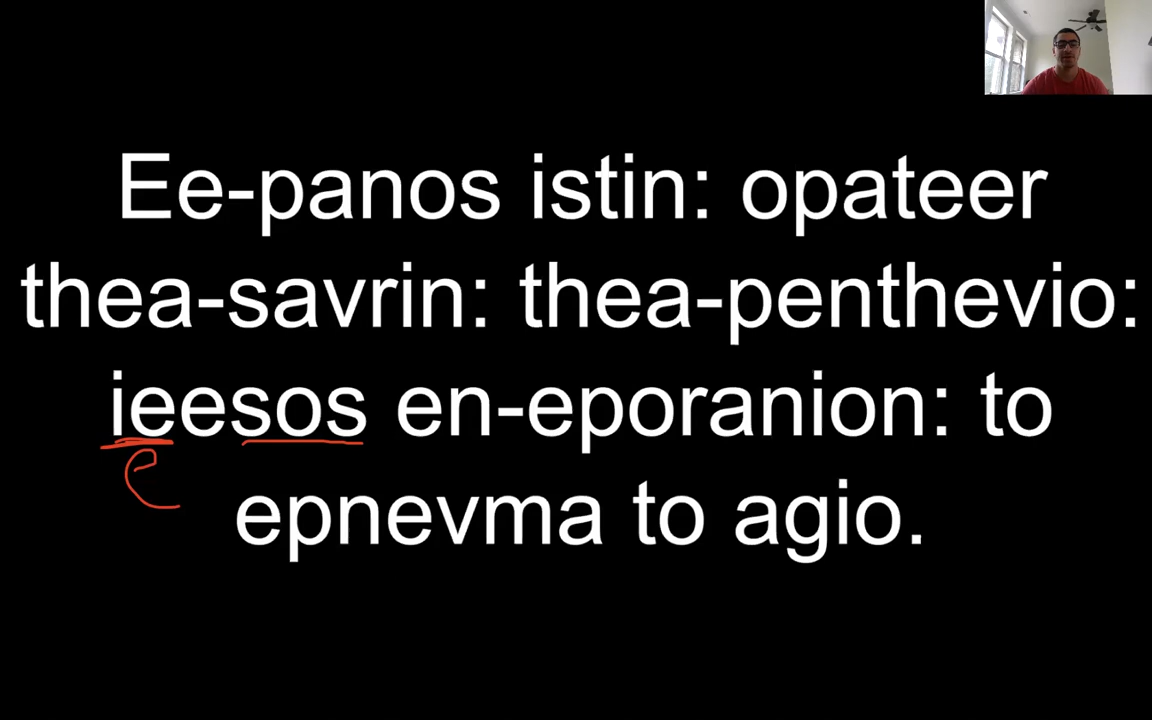 Ee-panos istin: opateer
thea-savrin: thea-penthevio:
ieesos en-eporanion: to
e
epnevma to agio.